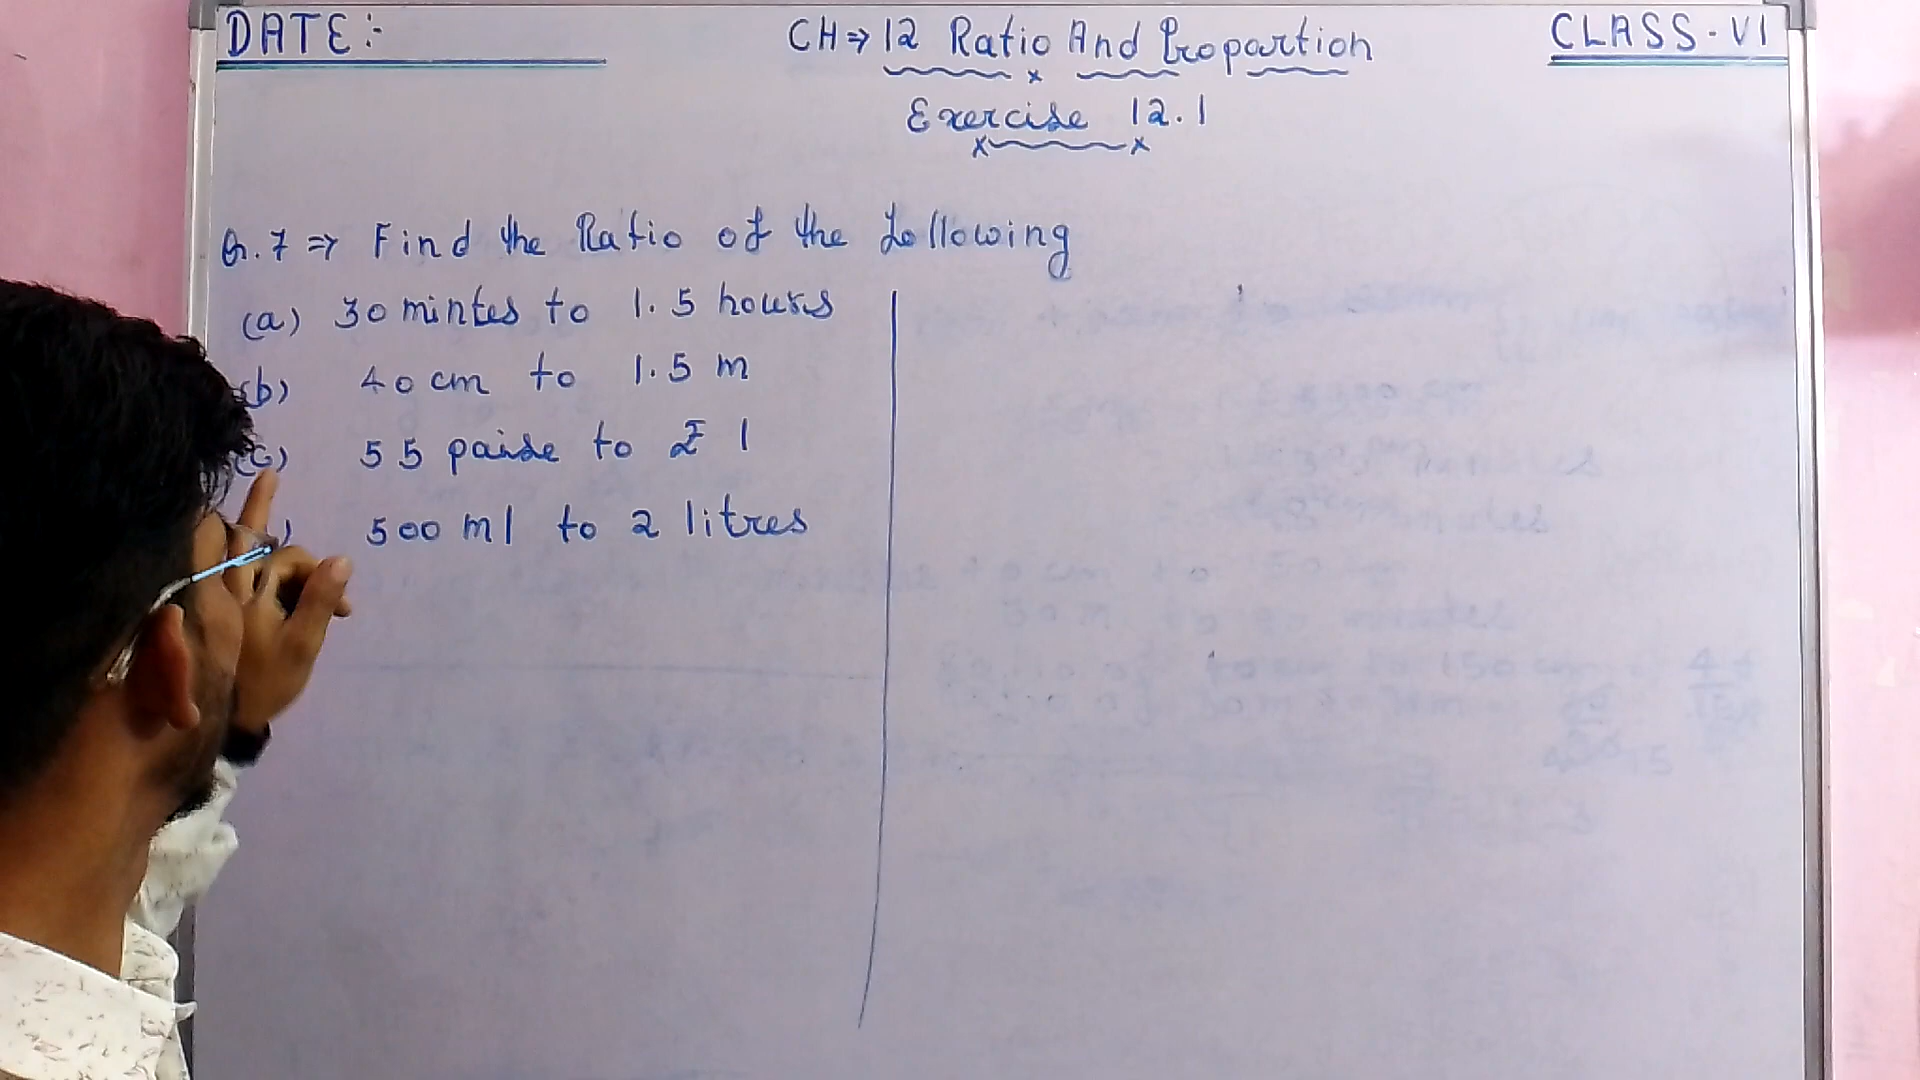 DATE:-
CH⇒12 Ratio And Propartion
CLASS-VI
Exercise 12.1
Q.7 ⇒ Find the Ratio of the following
(a) 30 mintes to 1.5 hours
(b) 40 cm to 1.5 m
(c) 55 paise to ₹ 1
) 500 ml to 2 litres